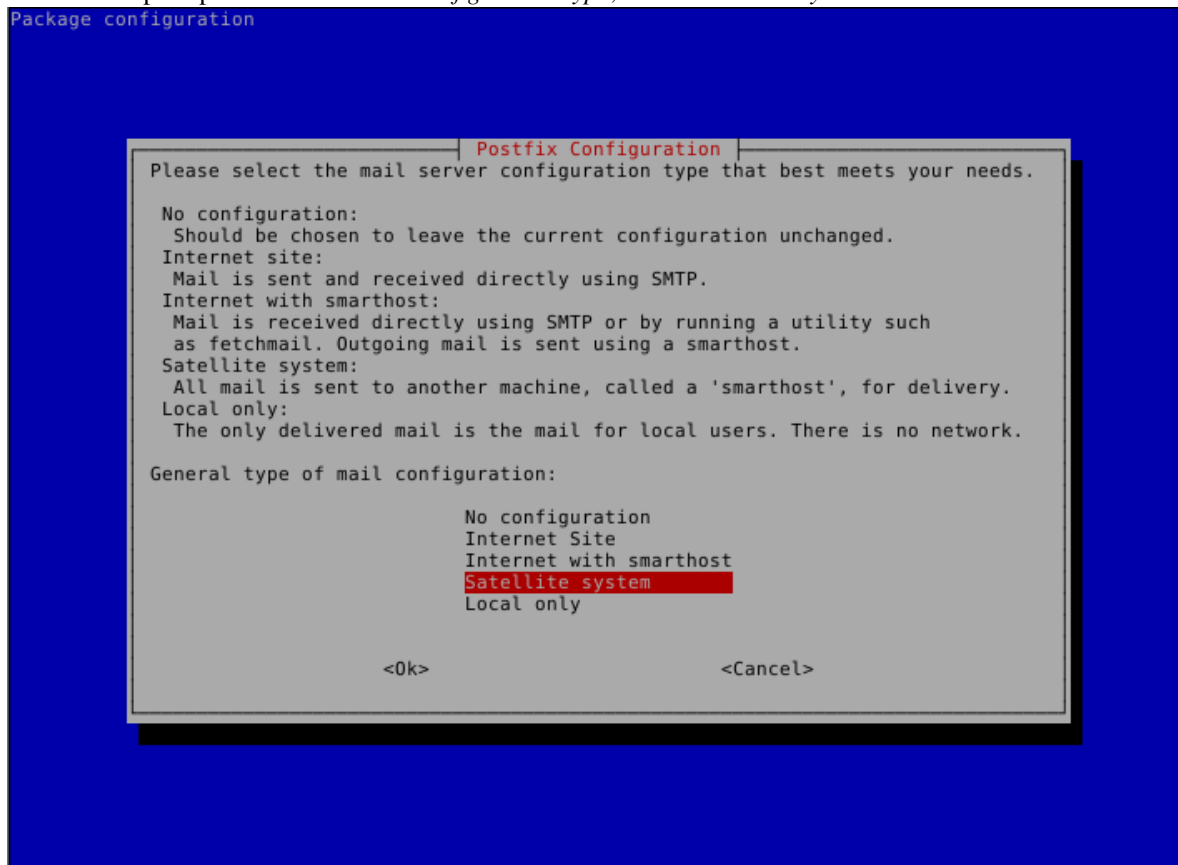 Package configuration
Postfix Configuration
Please select the mail server configuration type that best meets your needs.
No configuration:
Should be chosen to leave the current configuration unchanged.
Internet site:
Mail is sent and received directly using SMTP.
Internet with smarthost:
Mail is received directly using SMTP or by running a utility such
as fetchmail. Outgoing mail is sent using a smarthost.
Satellite system:
All mail is sent to another machine, called a 'smarthost', for delivery.
Local only:
The only delivered mail is the mail for local users. There is no network.
General type of mail configuration:
No configuration
Internet Site
Internet with smarthost
Satellite system
Local only
<Ok> <Cancel>